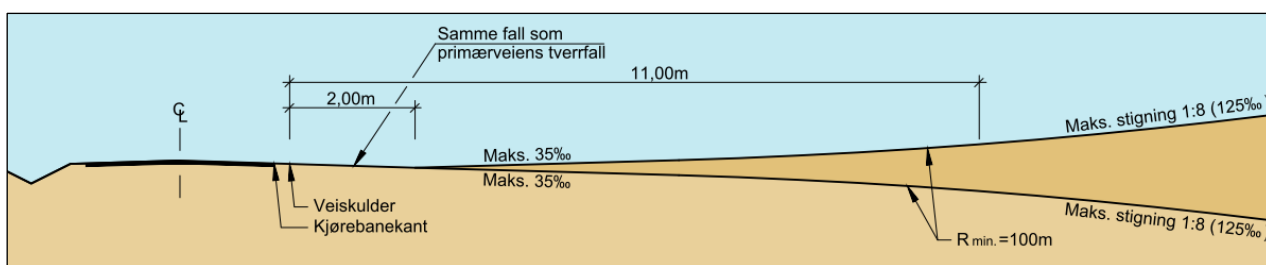 Samme fall som
primærveiens tverrfall
11,00m
2,00m
℄
Maks. stigning 1:8 (125‰)
Maks. 35‰
Maks. 35‰
Veiskulder
Kjørebanekant
Maks. stigning 1:8 (125‰)
R min.=100m